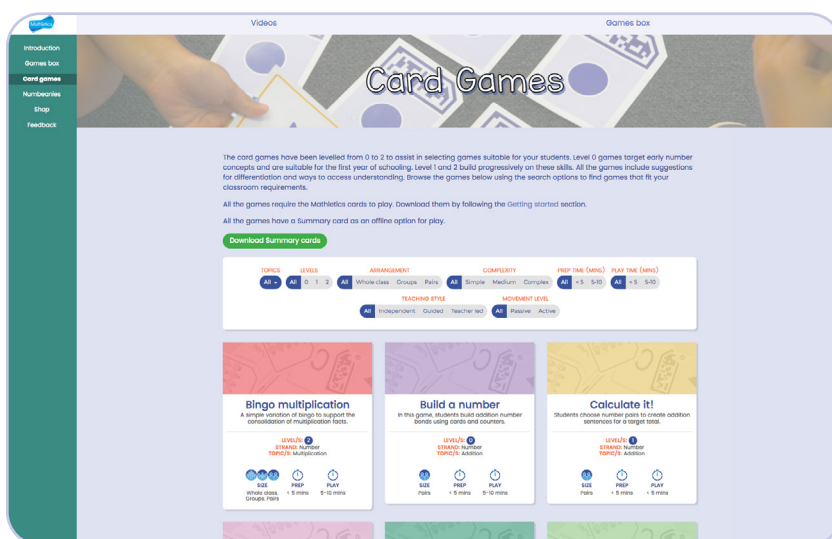 Mathletics
Videos
Games box
Introduction
Games box
Card games
Numbeanies
Shop
Feedback
Card Games
The card games have been levelled from 0 to 2 to assist in selecting games suitable for your students. Level 0 games target early number
concepts and are suitable for the first year of schooling. Level 1 and 2 build progressively on these skills. All the games include suggestions
for differentiation and ways to access understanding. Browse the games below using the search options to find games that fit your
classroom requirements.
All the games require the Mathletics cards to play. Download them by following the Getting started section.
All the games have a Summary card as an offline option for play.
Download Summary cards
TOPICS LEVELS ARRANGEMENT COMPLEXITY PREP TIME (MINS) PLAY TIME (MINS)
All All 0 1 2 All Whole class Groups Pairs All Simple Medium Complex All < 5 5-10 All < 5 5-10
TEACHING STYLE MOVEMENT LEVEL
All Independent Guided Teacher led All Passive Active
Bingo multiplication
A simple variation of bingo to support the
consolidation of multiplication facts.
LEVEL/S: 2
STRAND: Number
TOPIC/S: Multiplication
SIZE PREP PLAY
Whole class, < 5 mins 5-10 mins
Groups, Pairs
Build a number
In this game, students build addition number
bonds using cards and counters.
LEVEL/S: 0
STRAND: Number
TOPIC/S: Addition
SIZE PREP PLAY
Pairs < 5 mins 5-10 mins
Calculate it!
Students choose number pairs to create addition
sentences for a target total.
LEVEL/S: 1
STRAND: Number
TOPIC/S: Addition
SIZE PREP PLAY
Pairs < 5 mins < 5 mins